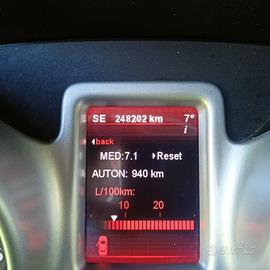 SE 248202 km 7°
i
back
MED:7.1 Reset
AUTON: 940 km
L/100km:
10 20